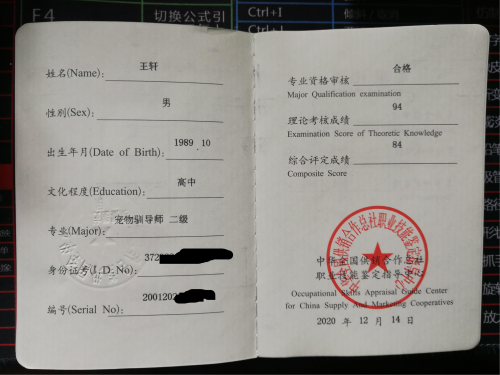 F4
切换公式引
Ctrl+I
Ctrl+
姓名(Name): 王轩
性别(Sex): 男
出生年月(Date of Birth): 1989.10
文化程度(Education): 高中
专业(Major): 宠物驯导师 二级
身份证号(I.D.No): 372
编号(Serial No): 2001202
专业资格审核 合格
Major Qualification examination
理论考核成绩 94
Examination Score of Theoretic Knowledge
综合评定成绩 84
Composite Score
中华全国供销合作总社
职业技能鉴定指导中心
Occupational Skills Appraisal Guide Center
for China Supply And Marketing Cooperatives
2020 年 12 月 14 日